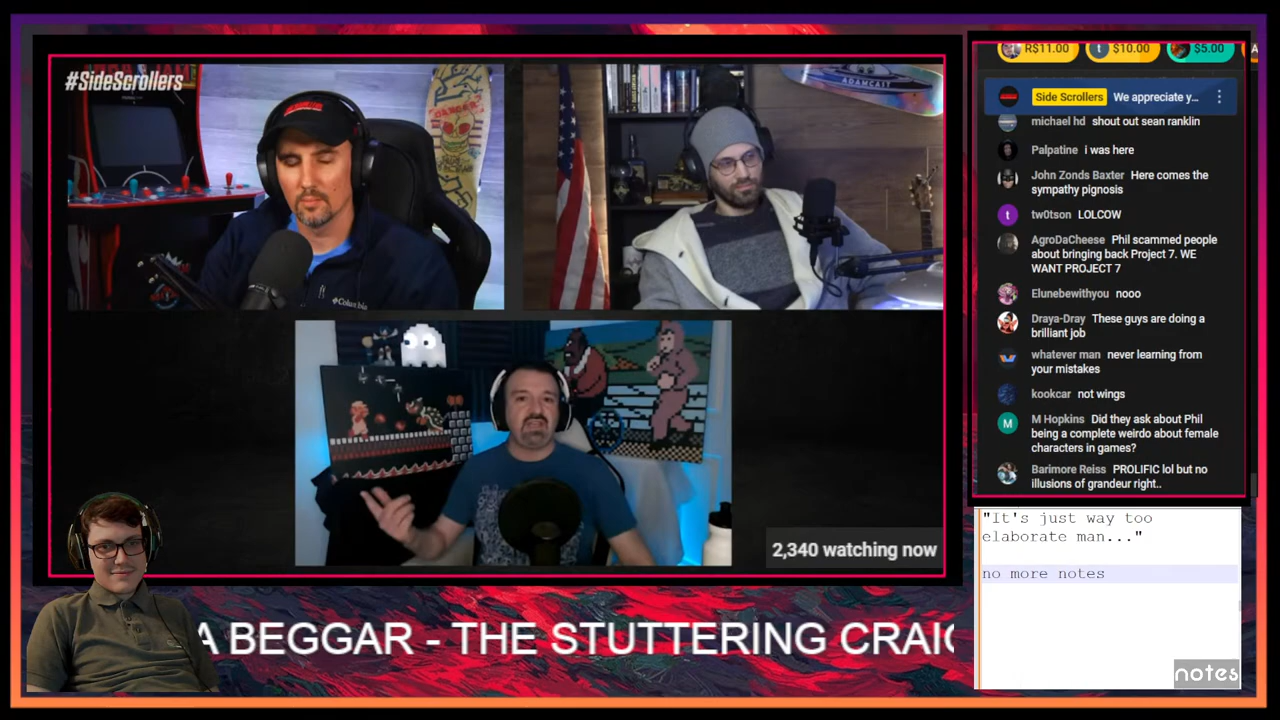 #SideScrollers
ADAMCAST
Columbia
2,340 watching now
A BEGGAR - THE STUTTERING CRAIG
R$11.00
t $10.00
$5.00
Side Scrollers We appreciate y...
michael hd shout out sean ranklin
Palpatine i was here
John Zonds Baxter Here comes the
sympathy pignosis
t tw0tson LOLCOW
AgroDaCheese Phil scammed people
about bringing back Project 7. WE
WANT PROJECT 7
Elunebewithyou nooo
Draya-Dray These guys are doing a
brilliant job
whatever man never learning from
your mistakes
kookcar not wings
M M Hopkins Did they ask about Phil
being a complete weirdo about female
characters in games?
Barimore Reiss PROLIFIC lol but no
illusions of grandeur right..
"It's just way too
elaborate man..."
no more notes
notes